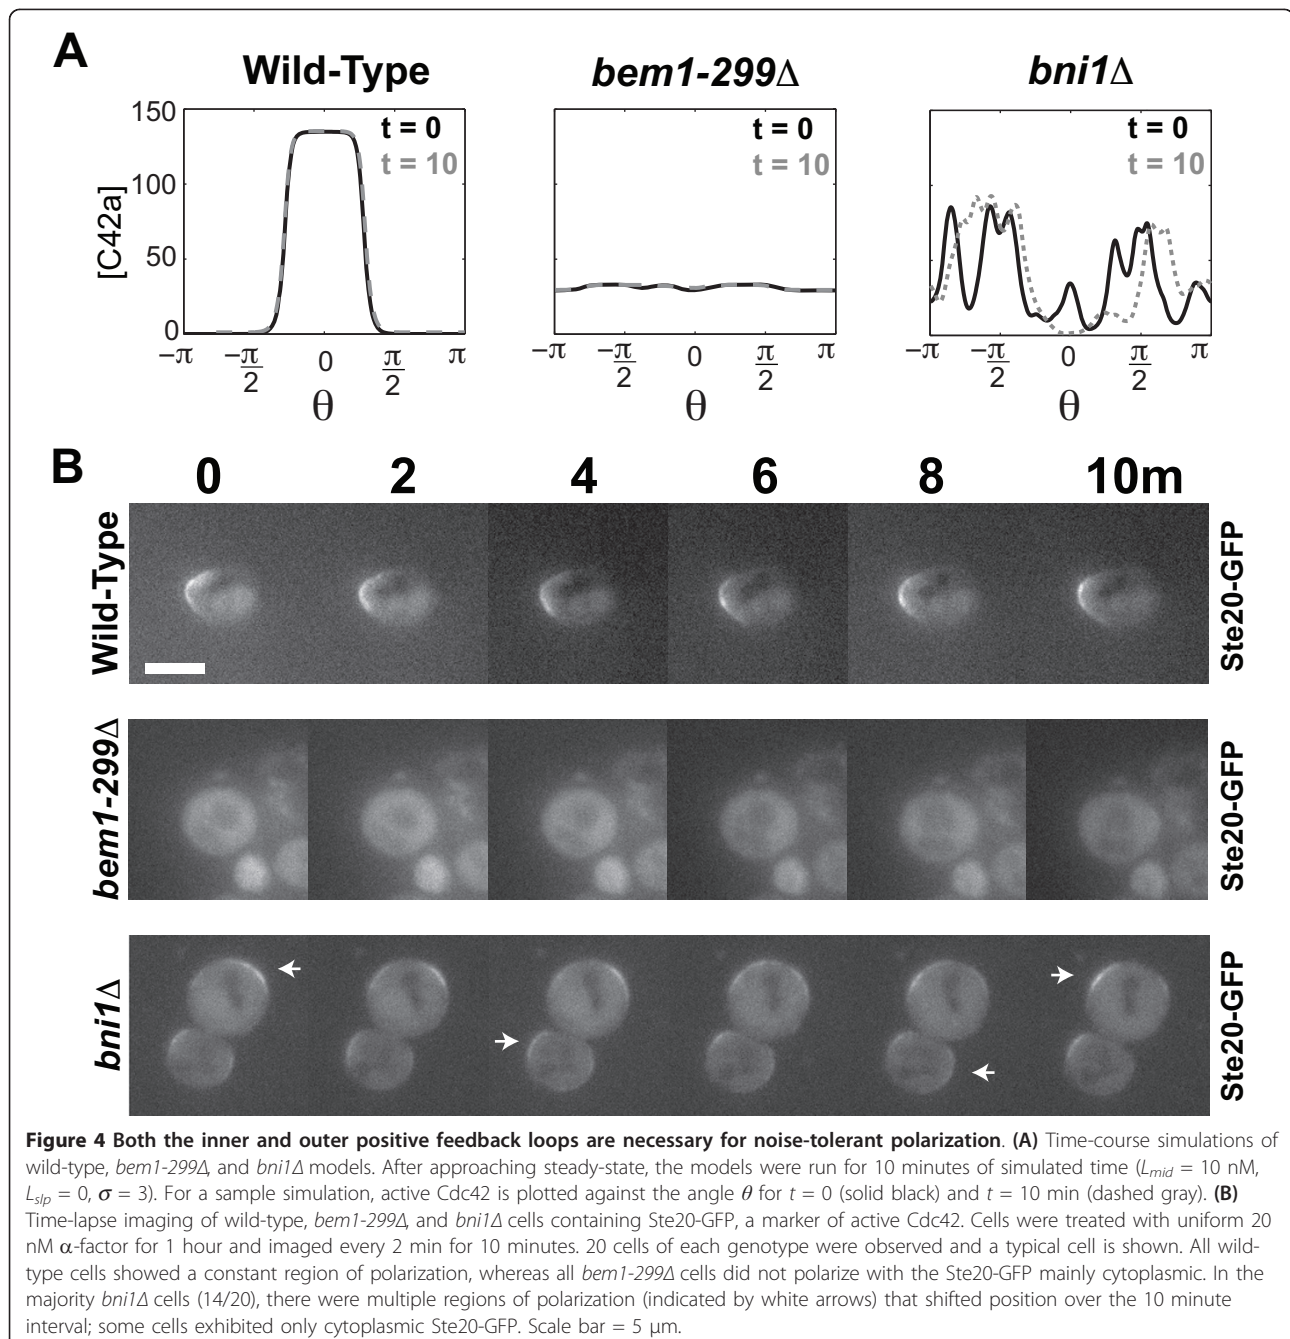 A
Wild-Type
bem1-299Δ
bni1Δ
150
100
50
0
[C42a]
t = 0
t = 10
−π
−π/2
0
π/2
π
θ
t = 0
t = 10
−π
−π/2
0
π/2
π
θ
t = 0
t = 10
−π
−π/2
0
π/2
π
θ
B
0 2 4 6 8 10m
Wild-Type
Ste20-GFP
bem1-299Δ
Ste20-GFP
bni1Δ
Ste20-GFP
Figure 4 Both the inner and outer positive feedback loops are necessary for noise-tolerant polarization. (A) Time-course simulations of
wild-type, bem1-299Δ, and bni1Δ models. After approaching steady-state, the models were run for 10 minutes of simulated time (Lmid = 10 nM,
Lslp = 0, σ = 3). For a sample simulation, active Cdc42 is plotted against the angle θ for t = 0 (solid black) and t = 10 min (dashed gray). (B)
Time-lapse imaging of wild-type, bem1-299Δ, and bni1Δ cells containing Ste20-GFP, a marker of active Cdc42. Cells were treated with uniform 20
nM α-factor for 1 hour and imaged every 2 min for 10 minutes. 20 cells of each genotype were observed and a typical cell is shown. All wild-
type cells showed a constant region of polarization, whereas all bem1-299Δ cells did not polarize with the Ste20-GFP mainly cytoplasmic. In the
majority bni1Δ cells (14/20), there were multiple regions of polarization (indicated by white arrows) that shifted position over the 10 minute
interval; some cells exhibited only cytoplasmic Ste20-GFP. Scale bar = 5 μm.